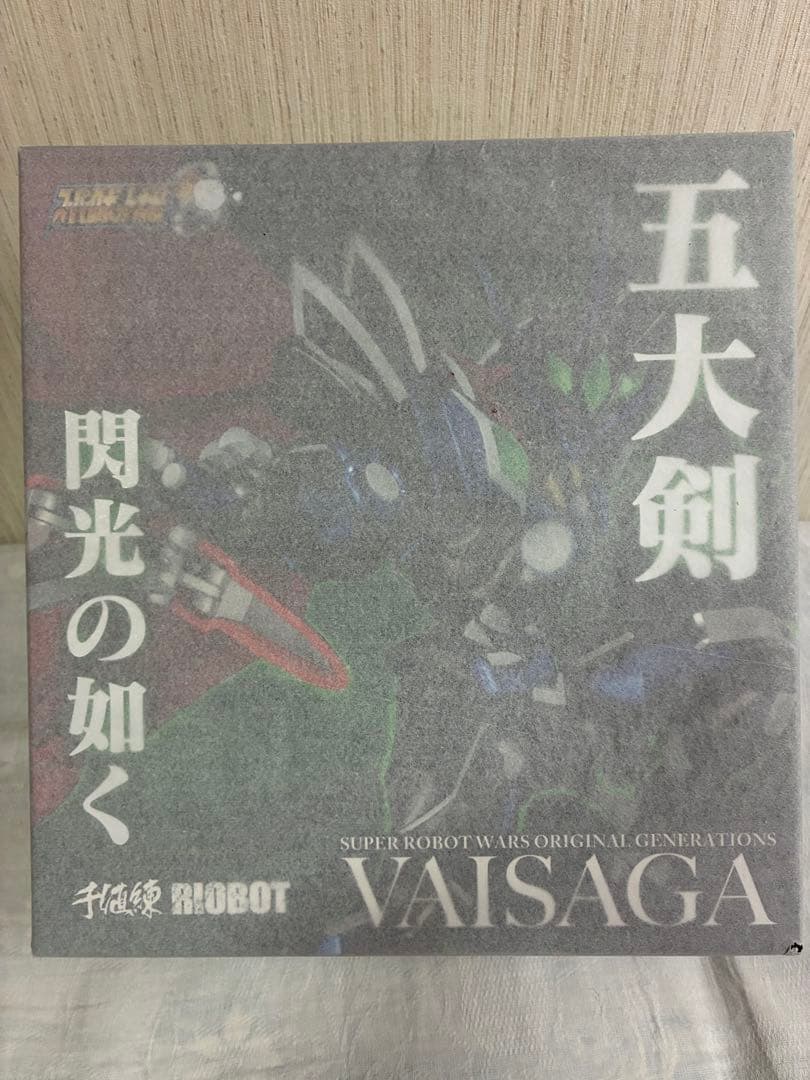 五大剣
閃光の如く
SUPER ROBOT WARS ORIGINAL GENERATIONS
VAISAGA
千値練 RIOBOT